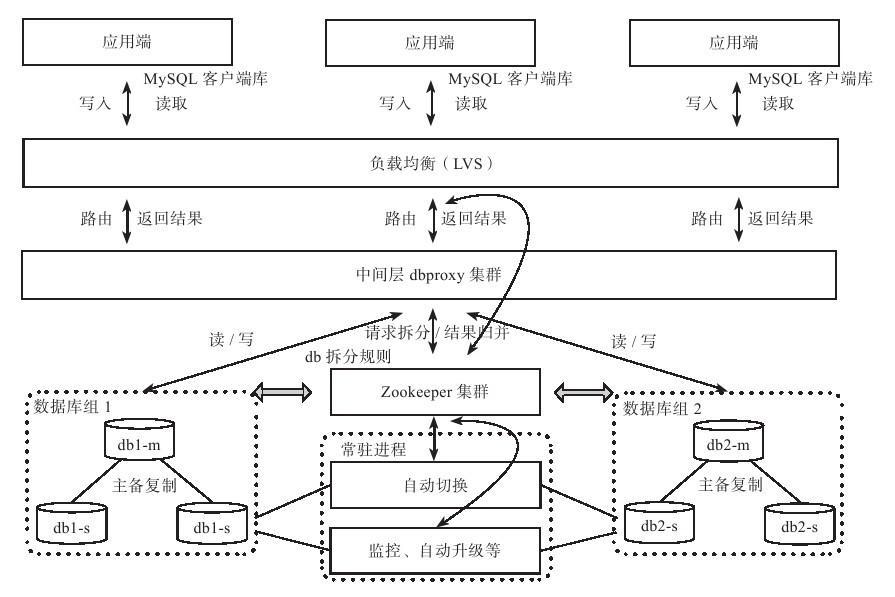 应用端
应用端
应用端
MySQL 客户端库
MySQL 客户端库
MySQL 客户端库
写入
读取
写入
读取
写入
读取
负载均衡（LVS）
路由
返回结果
路由
返回结果
路由
返回结果
中间层 dbproxy 集群
读 / 写
请求拆分 / 结果归并
读 / 写
db 拆分规则
Zookeeper 集群
数据库组 1
数据库组 2
db1-m
常驻进程
db2-m
主备复制
自动切换
主备复制
db1-s
db1-s
db2-s
db2-s
监控、自动升级等